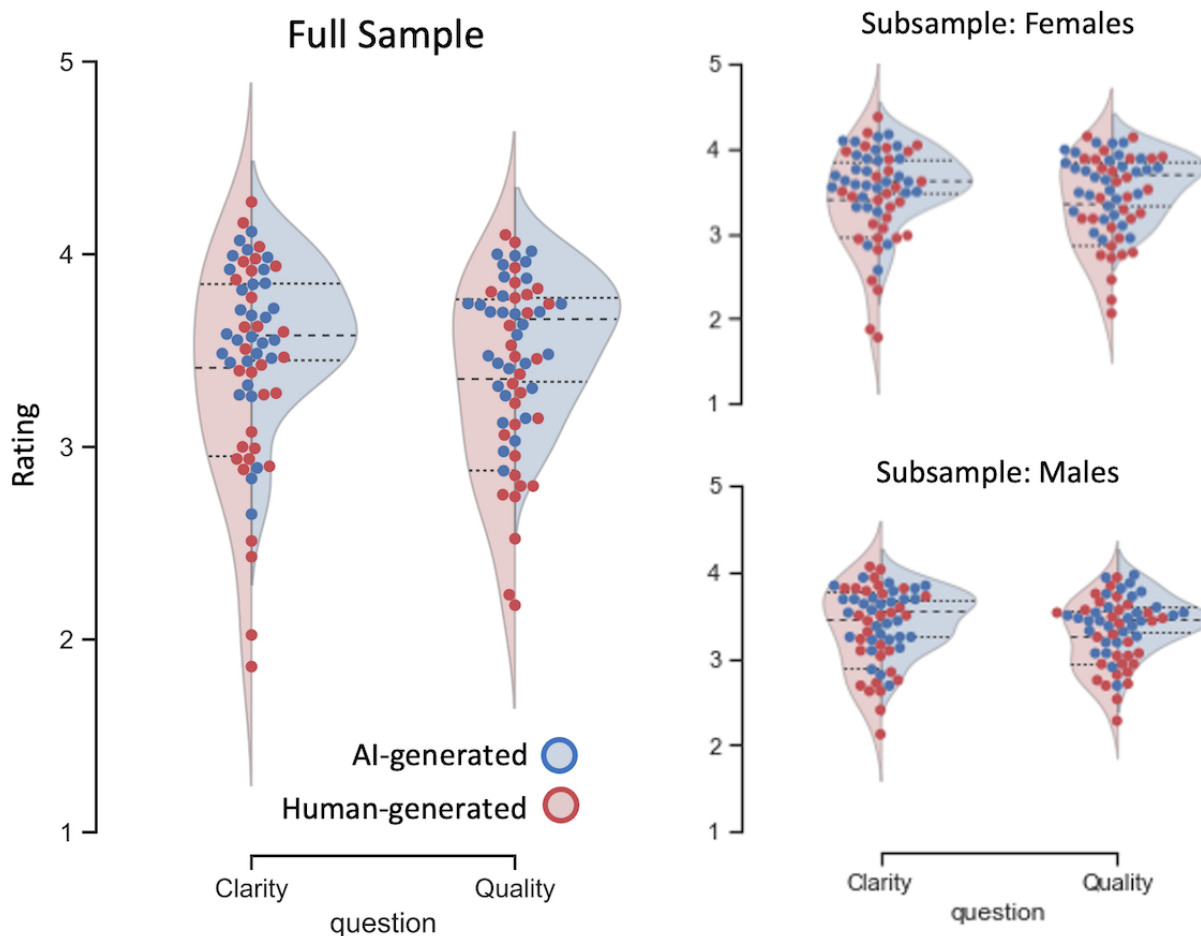 Full Sample
5
4
3
2
1
Rating
AI-generated
Human-generated
Clarity
Quality
question
Subsample: Females
5
4
3
2
1
Subsample: Males
5
4
3
2
1
Clarity
Quality
question